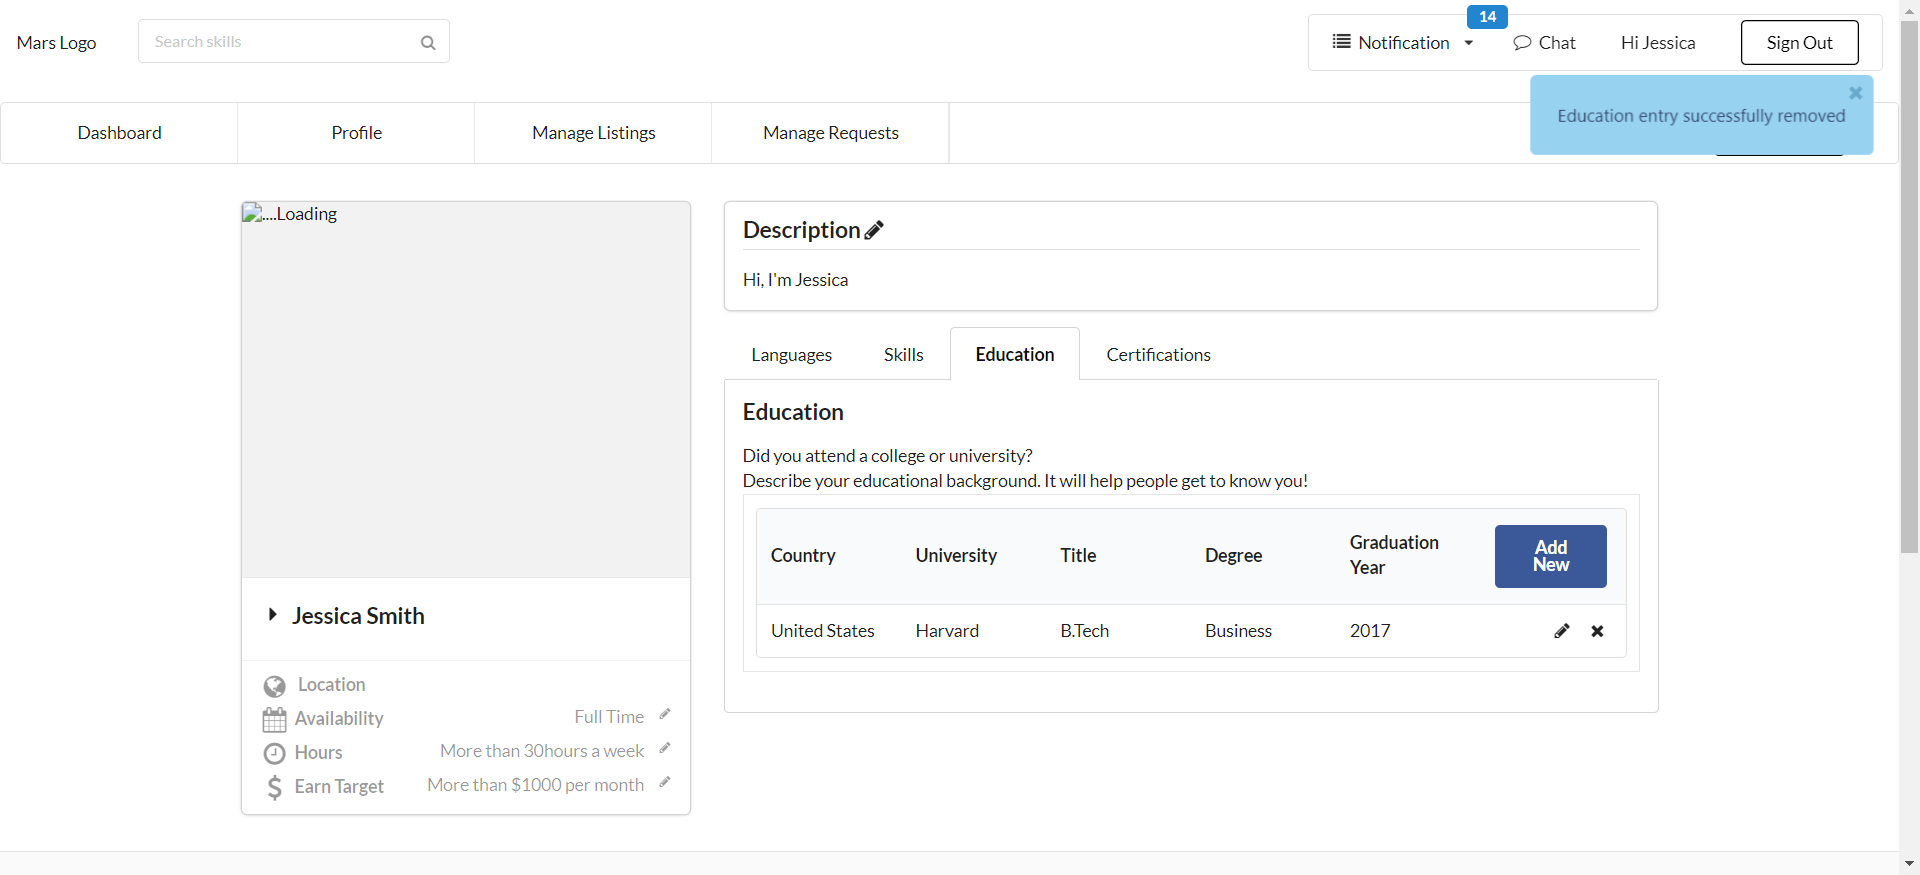 Mars Logo
Search skills
14
Notification
Chat
Hi Jessica
Sign Out
Education entry successfully removed
Dashboard
Profile
Manage Listings
Manage Requests
....Loading
Jessica Smith
Location
Availability Full Time
Hours More than 30hours a week
Earn Target More than $1000 per month
Description
Hi, I'm Jessica
Languages Skills Education Certifications
Education
Did you attend a college or university?
Describe your educational background. It will help people get to know you!
Country University Title Degree Graduation Year Add New
United States Harvard B.Tech Business 2017